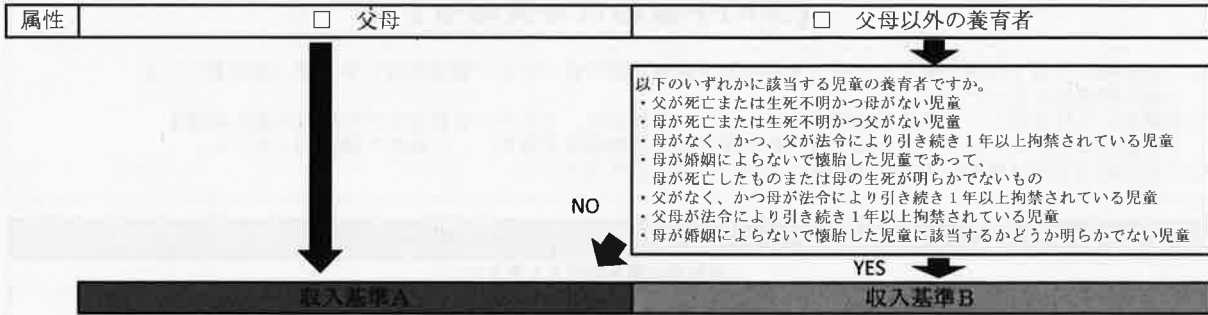 属性
□ 父母
□ 父母以外の養育者
以下のいずれかに該当する児童の養育者ですか。
・父が死亡または生死不明かつ母がない児童
・母が死亡または生死不明かつ父がない児童
・母がなく、かつ、父が法令により引き続き１年以上拘禁されている児童
・母が婚姻によらないで懐胎した児童であって、
母が死亡したものまたは母の生死が明らかでないもの
・父がなく、かつ母が法令により引き続き１年以上拘禁されている児童
・父母が法令により引き続き１年以上拘禁されている児童
・母が婚姻によらないで懐胎した児童に該当するかどうか明らかでない児童
NO
YES
収入基準A
収入基準B